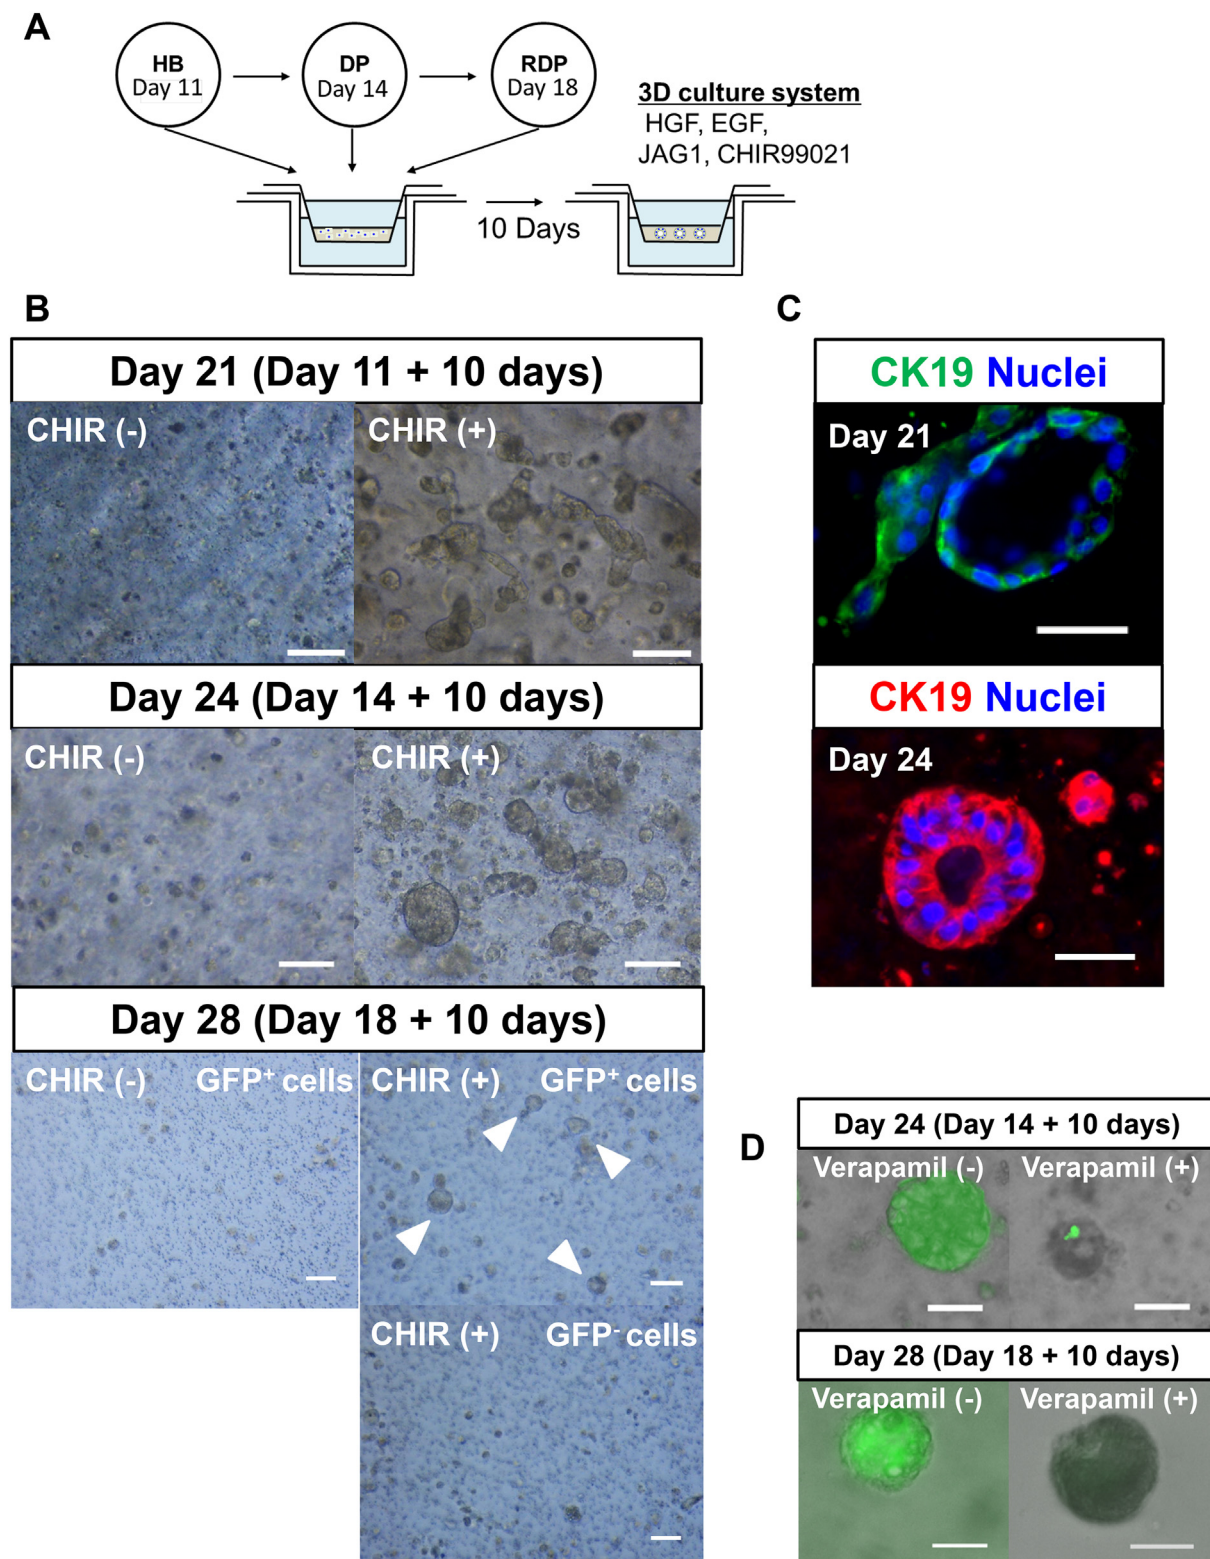 A
HB
Day 11
DP
Day 14
RDP
Day 18
3D culture system
HGF, EGF,
JAG1, CHIR99021
10 Days
B
Day 21 (Day 11 + 10 days)
CHIR (-)
CHIR (+)
Day 24 (Day 14 + 10 days)
CHIR (-)
CHIR (+)
Day 28 (Day 18 + 10 days)
CHIR (-) GFP⁺ cells
CHIR (+) GFP⁺ cells
CHIR (+) GFP⁻ cells
C
CK19 Nuclei
Day 21
CK19 Nuclei
Day 24
D
Day 24 (Day 14 + 10 days)
Verapamil (-)
Verapamil (+)
Day 28 (Day 18 + 10 days)
Verapamil (-)
Verapamil (+)